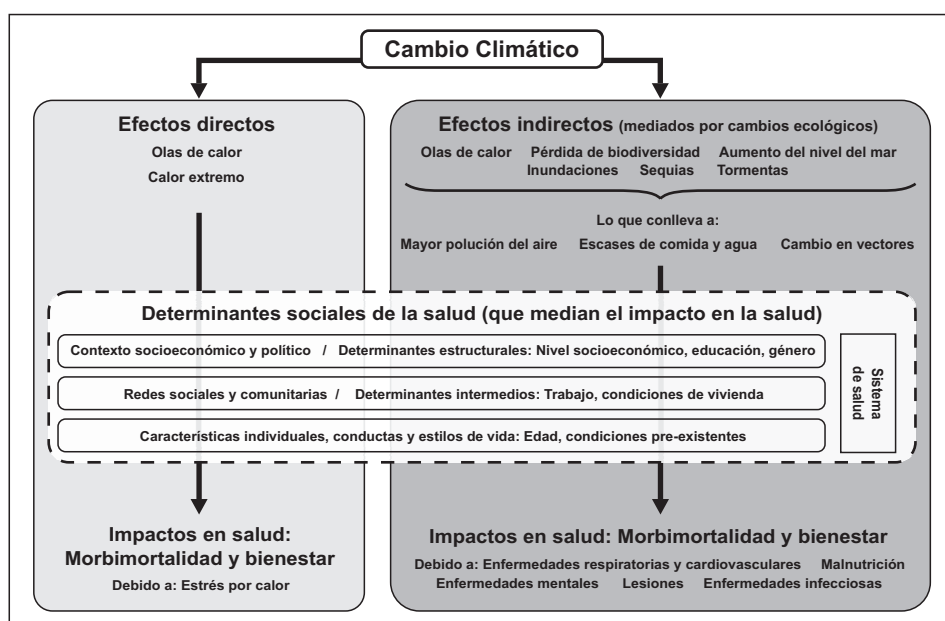 Cambio Climático
Efectos directos
Olas de calor
Calor extremo
Efectos indirectos (mediados por cambios ecológicos)
Olas de calor Pérdida de biodiversidad Aumento del nivel del mar
Inundaciones Sequias Tormentas
Lo que conlleva a:
Mayor polución del aire Escases de comida y agua Cambio en vectores
Determinantes sociales de la salud (que median el impacto en la salud)
Contexto socioeconómico y político / Determinantes estructurales: Nivel socioeconómico, educación, género
Redes sociales y comunitarias / Determinantes intermedios: Trabajo, condiciones de vivienda
Características individuales, conductas y estilos de vida: Edad, condiciones pre-existentes
Sistema
de salud
Impactos en salud:
Morbimortalidad y bienestar
Debido a: Estrés por calor
Impactos en salud: Morbimortalidad y bienestar
Debido a: Enfermedades respiratorias y cardiovasculares Malnutrición
Enfermedades mentales Lesiones Enfermedades infecciosas